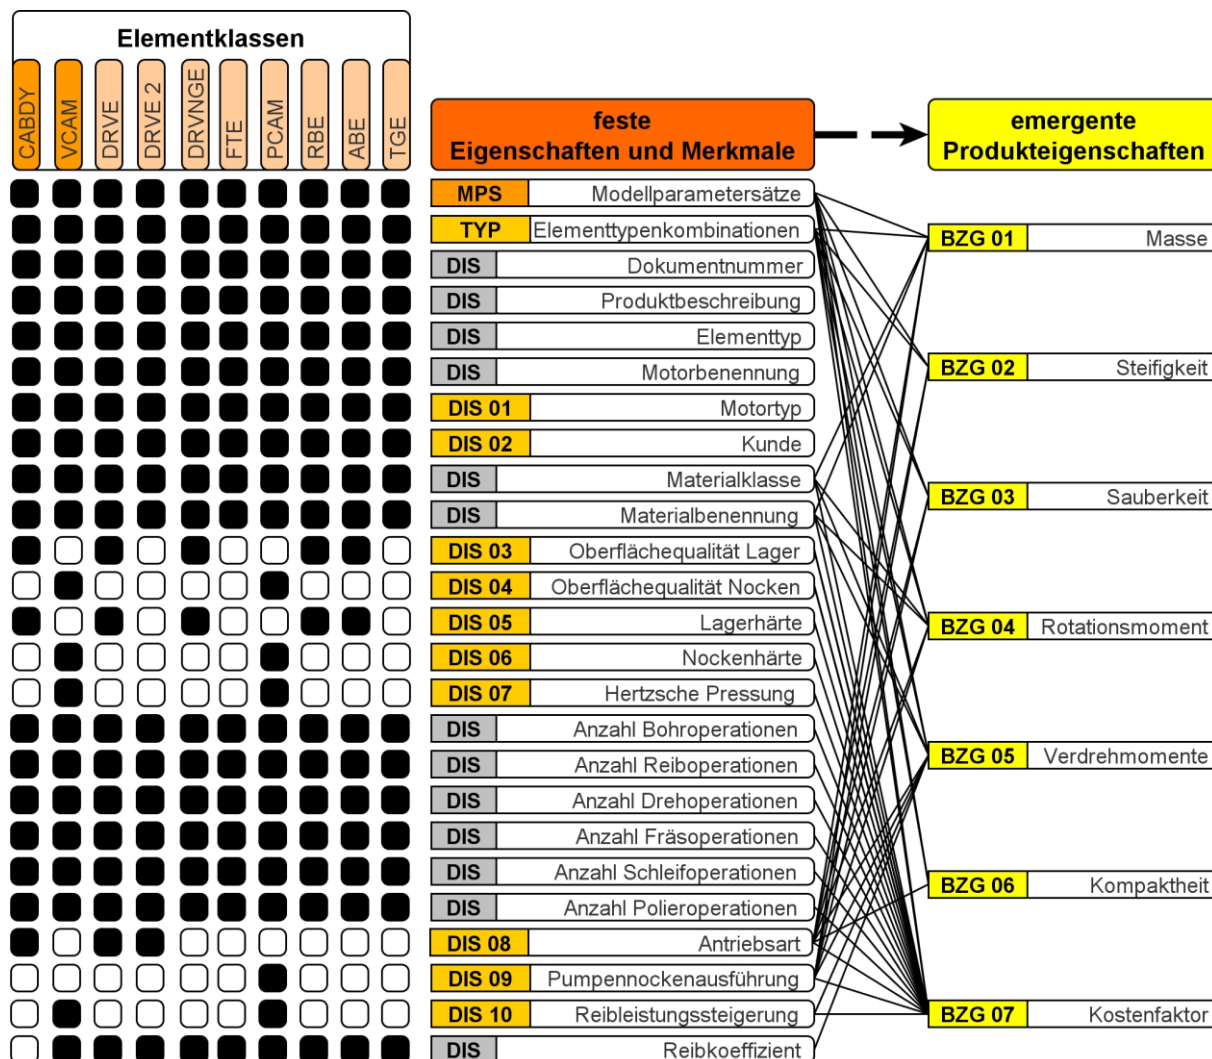 Elementklassen
CABDY
VCAM
DRVE
DRVE 2
DRVNGE
FTE
PCAM
RBE
ABE
TGE
feste
Eigenschaften und Merkmale
emergente
Produkteigenschaften
MPS Modellparametersätze
TYP Elementtypenkombinationen
DIS Dokumentnummer
DIS Produktbeschreibung
DIS Elementtyp
DIS Motorbenennung
DIS 01 Motortyp
DIS 02 Kunde
DIS Materialklasse
DIS Materialbenennung
DIS 03 Oberflächequalität Lager
DIS 04 Oberflächequalität Nocken
DIS 05 Lagerhärte
DIS 06 Nockenhärte
DIS 07 Hertzsche Pressung
DIS Anzahl Bohroperationen
DIS Anzahl Reiboperationen
DIS Anzahl Drehoperationen
DIS Anzahl Fräsoperationen
DIS Anzahl Schleifoperationen
DIS Anzahl Polieroperationen
DIS 08 Antriebsart
DIS 09 Pumpennockenausführung
DIS 10 Reibleistungssteigerung
DIS Reibkoeffizient
BZG 01 Masse
BZG 02 Steifigkeit
BZG 03 Sauberkeit
BZG 04 Rotationsmoment
BZG 05 Verdrehmomente
BZG 06 Kompaktheit
BZG 07 Kostenfaktor